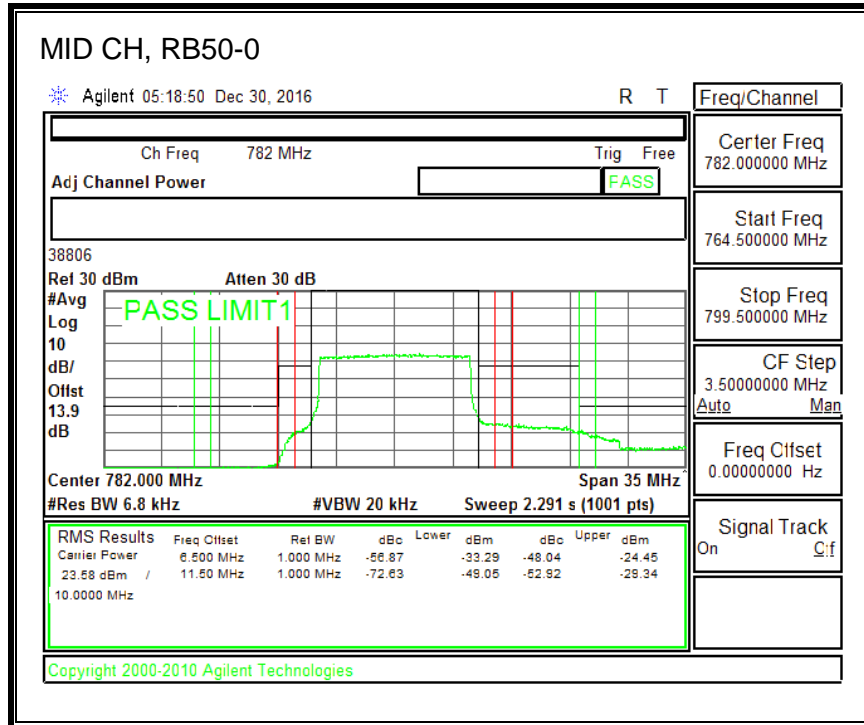 MID CH, RB50-0
Agilent 05:18:50 Dec 30, 2016 R T
Freq/Channel
Center Freq
782.000000 MHz
Start Freq
764.500000 MHz
Stop Freq
799.500000 MHz
CF Step
3.50000000 MHz
Auto Man
Freq Offset
0.00000000 Hz
Signal Track
On Off
Ch Freq 782 MHz Trig Free
Adj Channel Power PASS
38806
Ref 30 dBm Atten 30 dB
#Avg
Log
10
dB/
Offst
13.9
dB
PASS LIMIT1
Center 782.000 MHz Span 35 MHz
#Res BW 6.8 kHz #VBW 20 kHz Sweep 2.291 s (1001 pts)
RMS Results Freq Offset Ref BW dBc Lower dBm dBc Upper dBm
Carrier Power 6.500 MHz 1.000 MHz -56.87 -33.29 -48.04 -24.45
23.58 dBm / 11.50 MHz 1.000 MHz -72.63 -49.05 -52.92 -29.34
10.0000 MHz
Copyright 2000-2010 Agilent Technologies